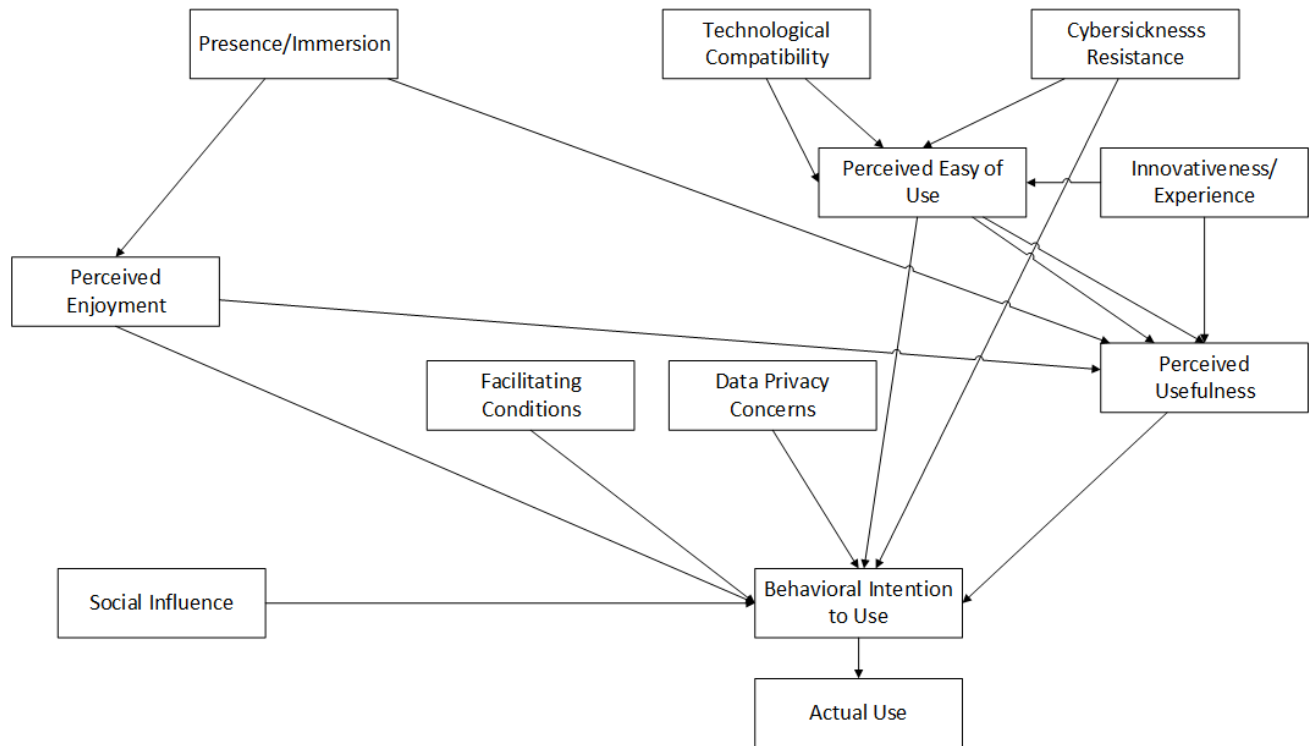 Presence/Immersion
Technological
Compatibility
Cybersicknesss
Resistance
Perceived Easy of
Use
Innovativeness/
Experience
Perceived
Enjoyment
Facilitating
Conditions
Data Privacy
Concerns
Perceived
Usefulness
Social Influence
Behavioral Intention
to Use
Actual Use